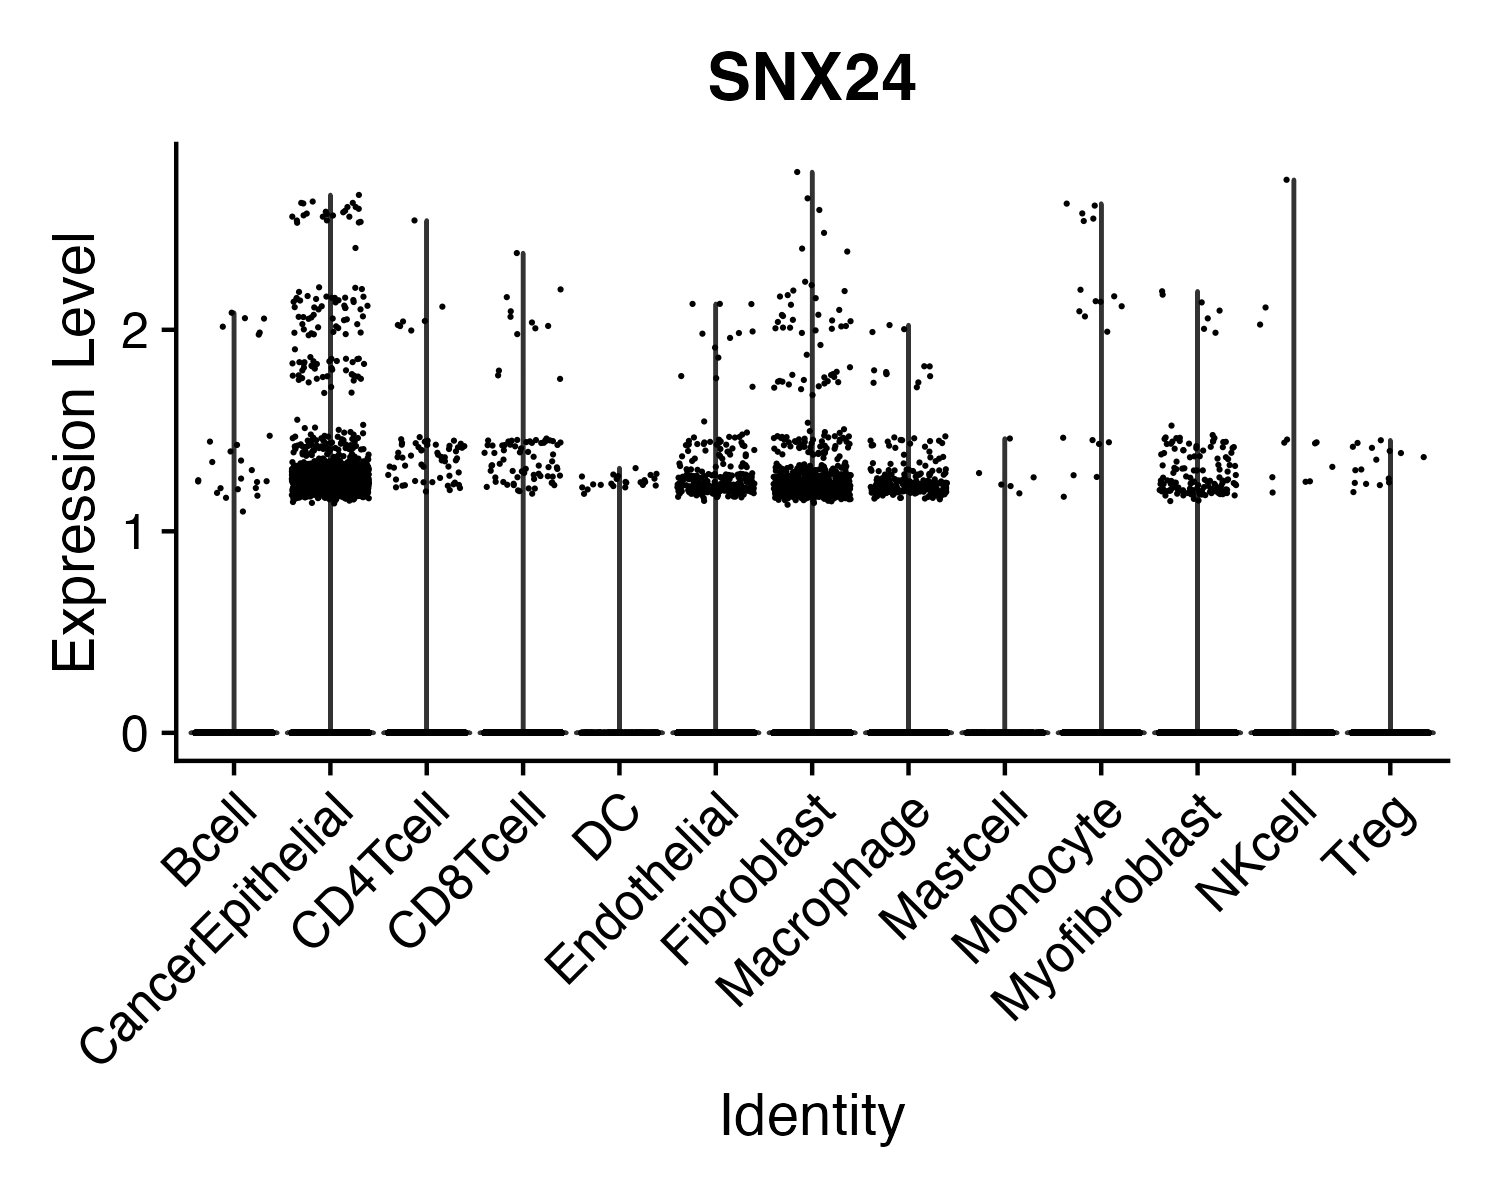 SNX24
Expression Level
2
1
0
Bcell
CancerEpithelial
CD4Tcell
CD8Tcell
DC
Endothelial
Fibroblast
Macrophage
Mastcell
Monocyte
Myofibroblast
NKcell
Treg
Identity